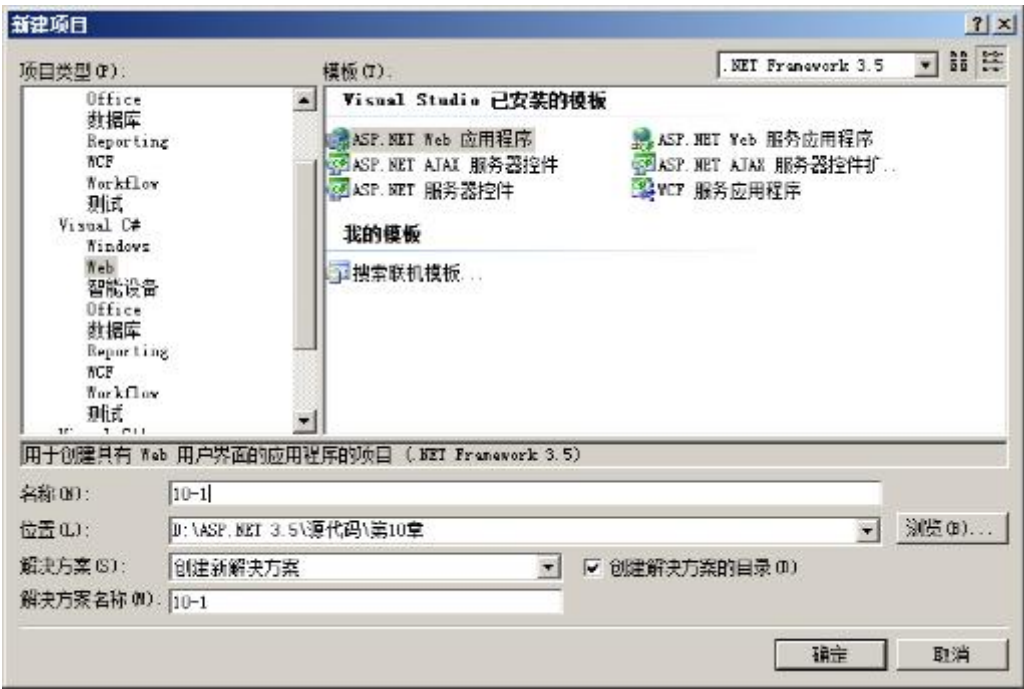 新建项目
项目类型(P):
模板(T):
.NET Framework 3.5
Office
数据库
Reporting
WCF
Workflow
测试
Visual C#
Windows
Web
智能设备
Office
数据库
Reporting
WCF
Workflow
测试
Visual Studio 已安装的模板
ASP.NET Web 应用程序
ASP.NET Web 服务应用程序
ASP.NET AJAX 服务器控件
ASP.NET AJAX 服务器控件扩...
ASP.NET 服务器控件
WCF 服务应用程序
我的模板
搜索联机模板...
用于创建具有 Web 用户界面的应用程序的项目 (.NET Framework 3.5)
名称(N):
10-1
位置(L):
D:\ASP.NET 3.5\源代码\第10章
浏览(B)...
解决方案(S):
创建新解决方案
创建解决方案的目录(D)
解决方案名称(M):
10-1
确定
取消